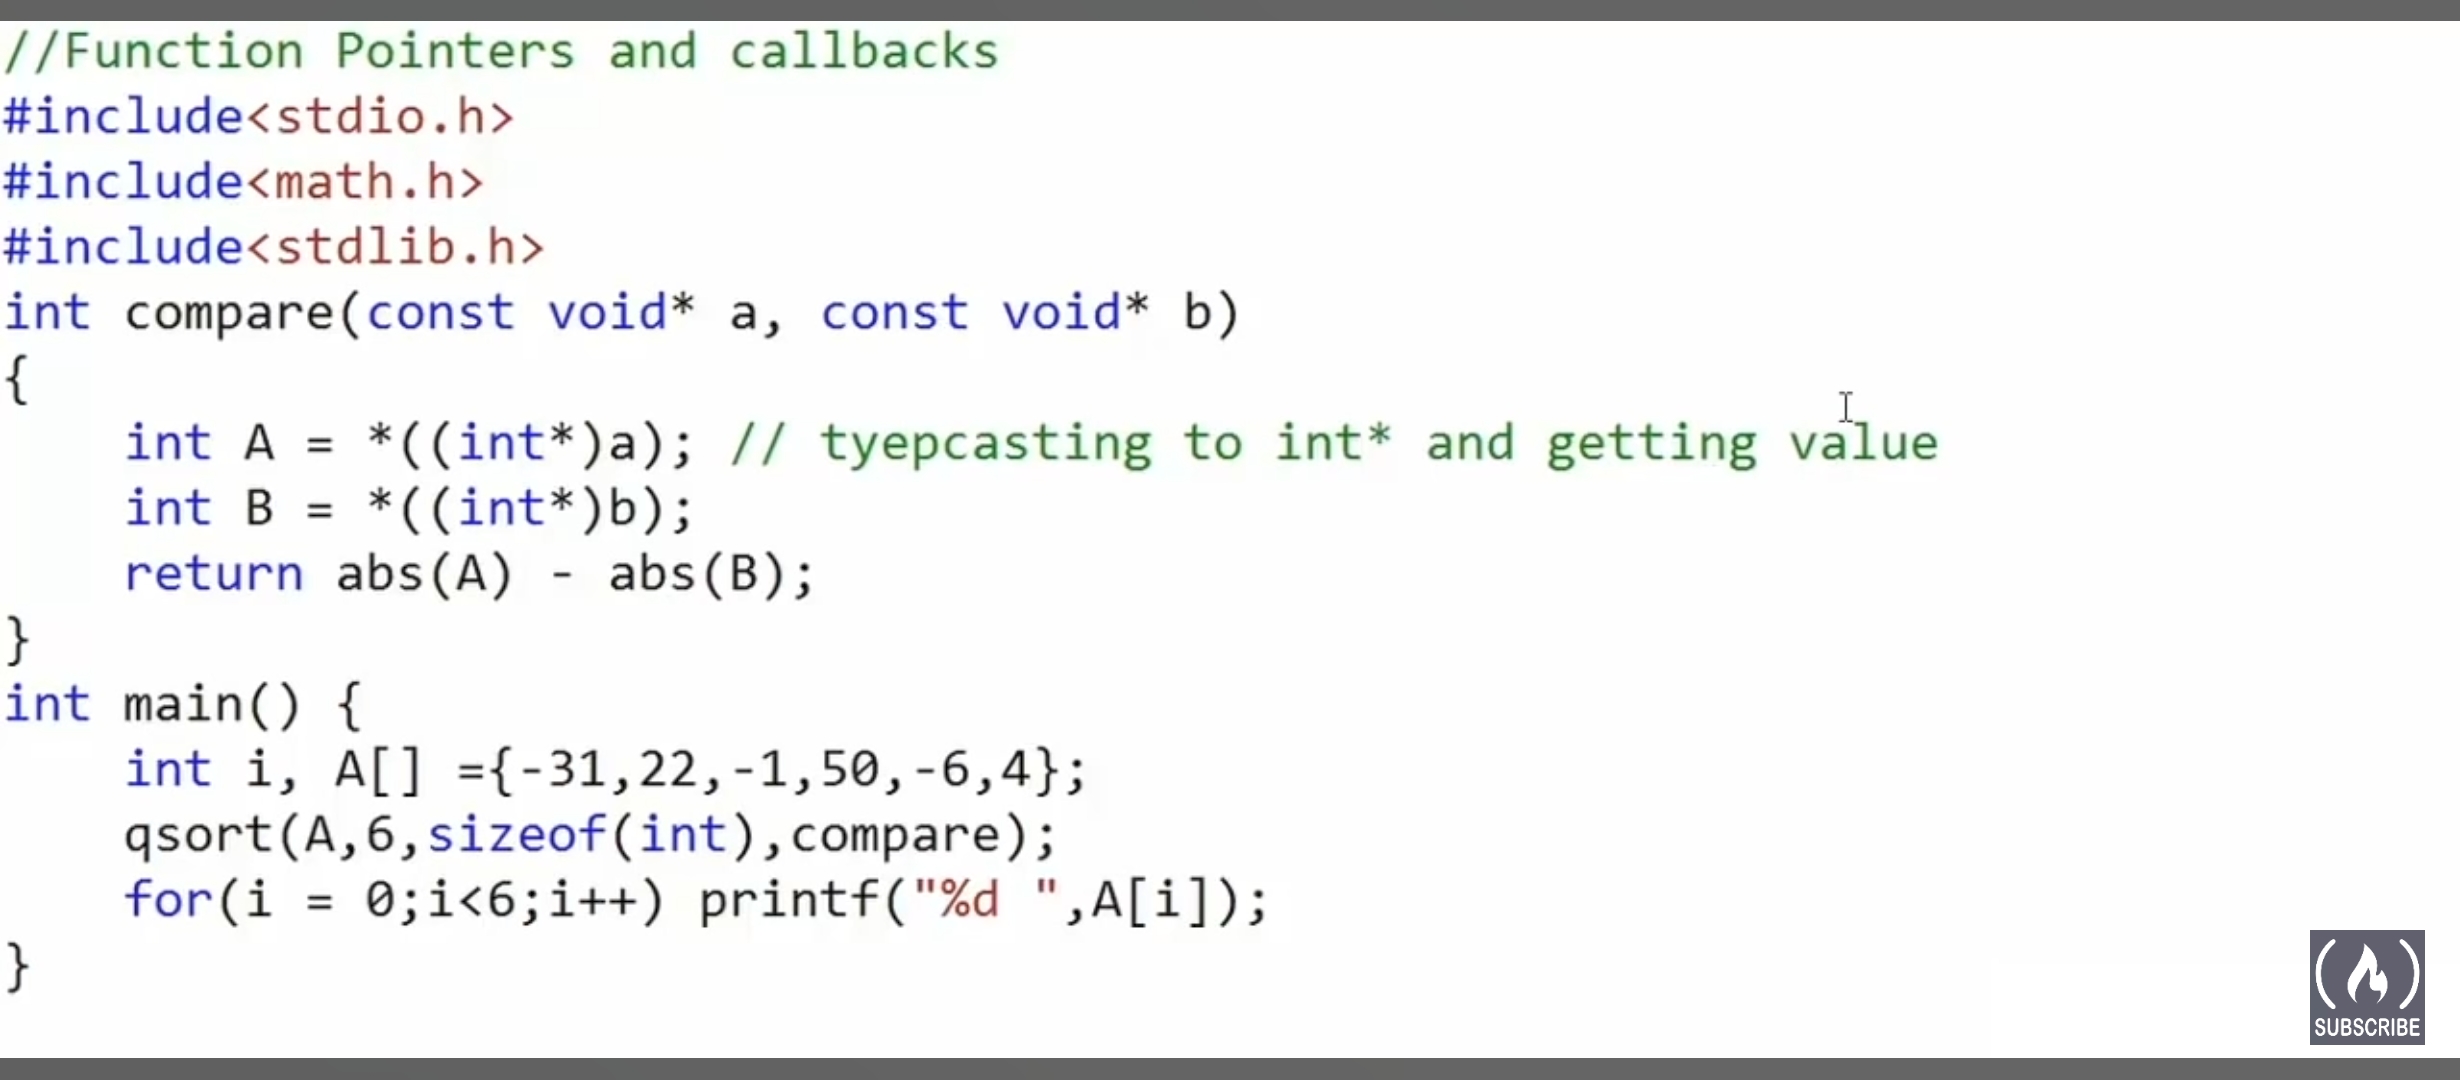 //Function Pointers and callbacks
#include<stdio.h>
#include<math.h>
#include<stdlib.h>
int compare(const void* a, const void* b)
{
    int A = *((int*)a); // tyepcasting to int* and getting value
    int B = *((int*)b);
    return abs(A) - abs(B);
}
int main() {
    int i, A[] ={-31,22,-1,50,-6,4};
    qsort(A,6,sizeof(int),compare);
    for(i = 0;i<6;i++) printf("%d ",A[i]);
}
SUBSCRIBE